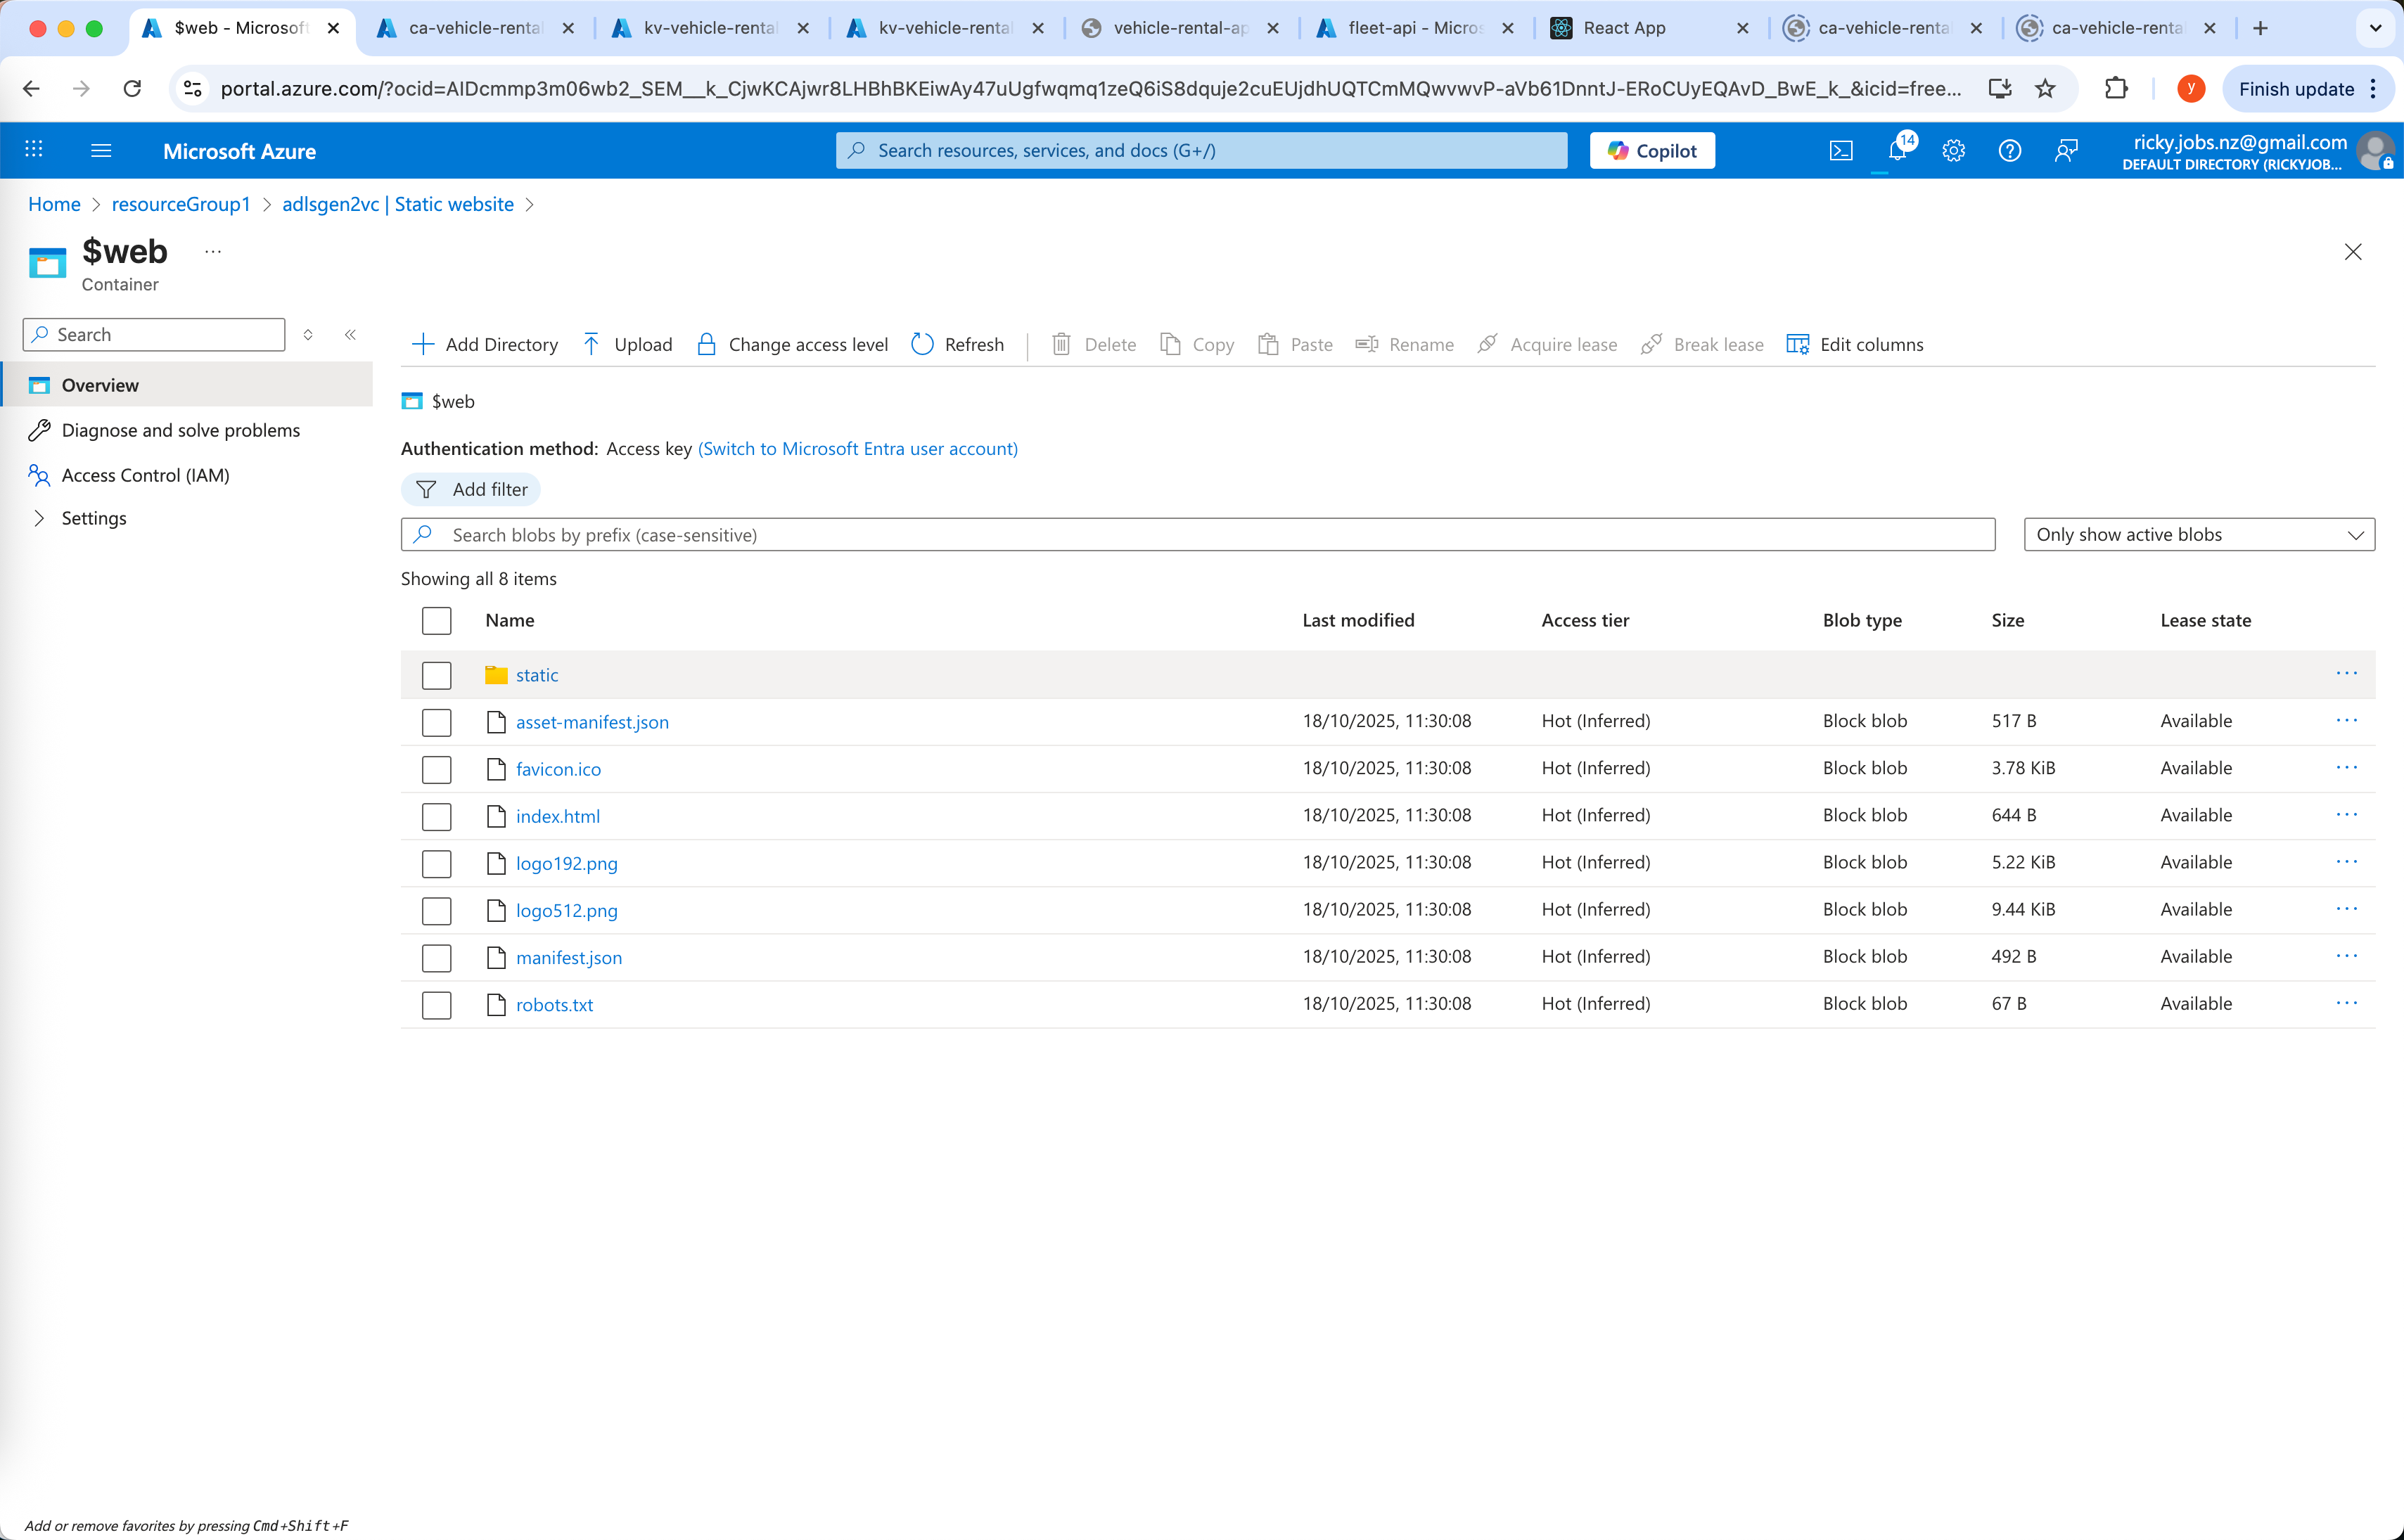 $web - Microsoft
ca-vehicle-rental
kv-vehicle-rental
kv-vehicle-rental
vehicle-rental-ap
fleet-api - Micros
React App
ca-vehicle-renta
ca-vehicle-renta
portal.azure.com/?ocid=AIDcmmp3m06wb2_SEM__k_CjwKCAjwr8LHBhBKEiwAy47uUgfwqmq1zeQ6iS8dquje2cuEUjdhUQTCmMQwvwvP-aVb61DnntJ-ERoCUyEQAvD_BwE_k_&icid=free...
y
Finish update
Microsoft Azure
Search resources, services, and docs (G+/)
Copilot
14
ricky.jobs.nz@gmail.com
DEFAULT DIRECTORY (RICKYJOB...
Home > resourceGroup1 > adlsgen2vc | Static website >
$web ...
Container
Search
Overview
Diagnose and solve problems
Access Control (IAM)
Settings
Add Directory Upload Change access level Refresh Delete Copy Paste Rename Acquire lease Break lease Edit columns
$web
Authentication method: Access key (Switch to Microsoft Entra user account)
Add filter
Search blobs by prefix (case-sensitive)
Only show active blobs
Showing all 8 items
Name Last modified Access tier Blob type Size Lease state
static ...
asset-manifest.json 18/10/2025, 11:30:08 Hot (Inferred) Block blob 517 B Available ...
favicon.ico 18/10/2025, 11:30:08 Hot (Inferred) Block blob 3.78 KiB Available ...
index.html 18/10/2025, 11:30:08 Hot (Inferred) Block blob 644 B Available ...
logo192.png 18/10/2025, 11:30:08 Hot (Inferred) Block blob 5.22 KiB Available ...
logo512.png 18/10/2025, 11:30:08 Hot (Inferred) Block blob 9.44 KiB Available ...
manifest.json 18/10/2025, 11:30:08 Hot (Inferred) Block blob 492 B Available ...
robots.txt 18/10/2025, 11:30:08 Hot (Inferred) Block blob 67 B Available ...
Add or remove favorites by pressing Cmd+Shift+F